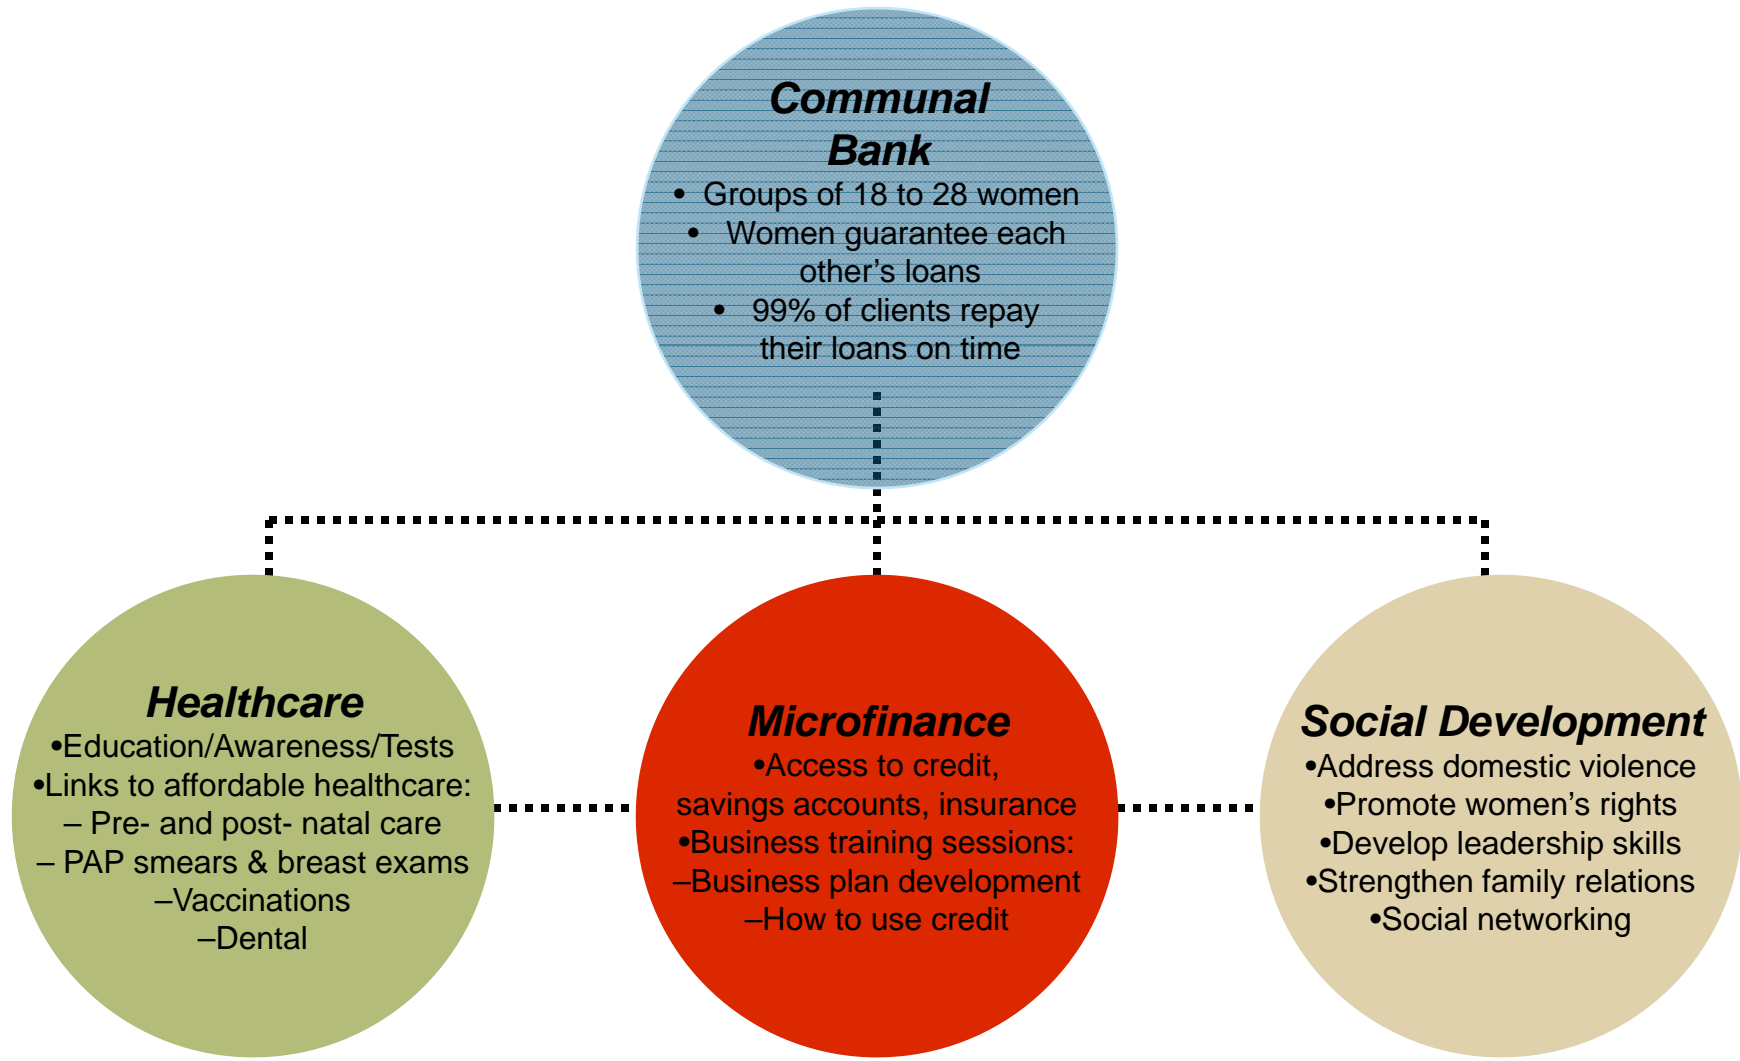 Communal
Bank
• Groups of 18 to 28 women
• Women guarantee each
other’s loans
• 99% of clients repay
their loans on time
Healthcare
•Education/Awareness/Tests
•Links to affordable healthcare:
– Pre- and post- natal care
– PAP smears & breast exams
–Vaccinations
–Dental
Microfinance
•Access to credit,
savings accounts, insurance
•Business training sessions:
–Business plan development
–How to use credit
Social Development
•Address domestic violence
•Promote women’s rights
•Develop leadership skills
•Strengthen family relations
•Social networking